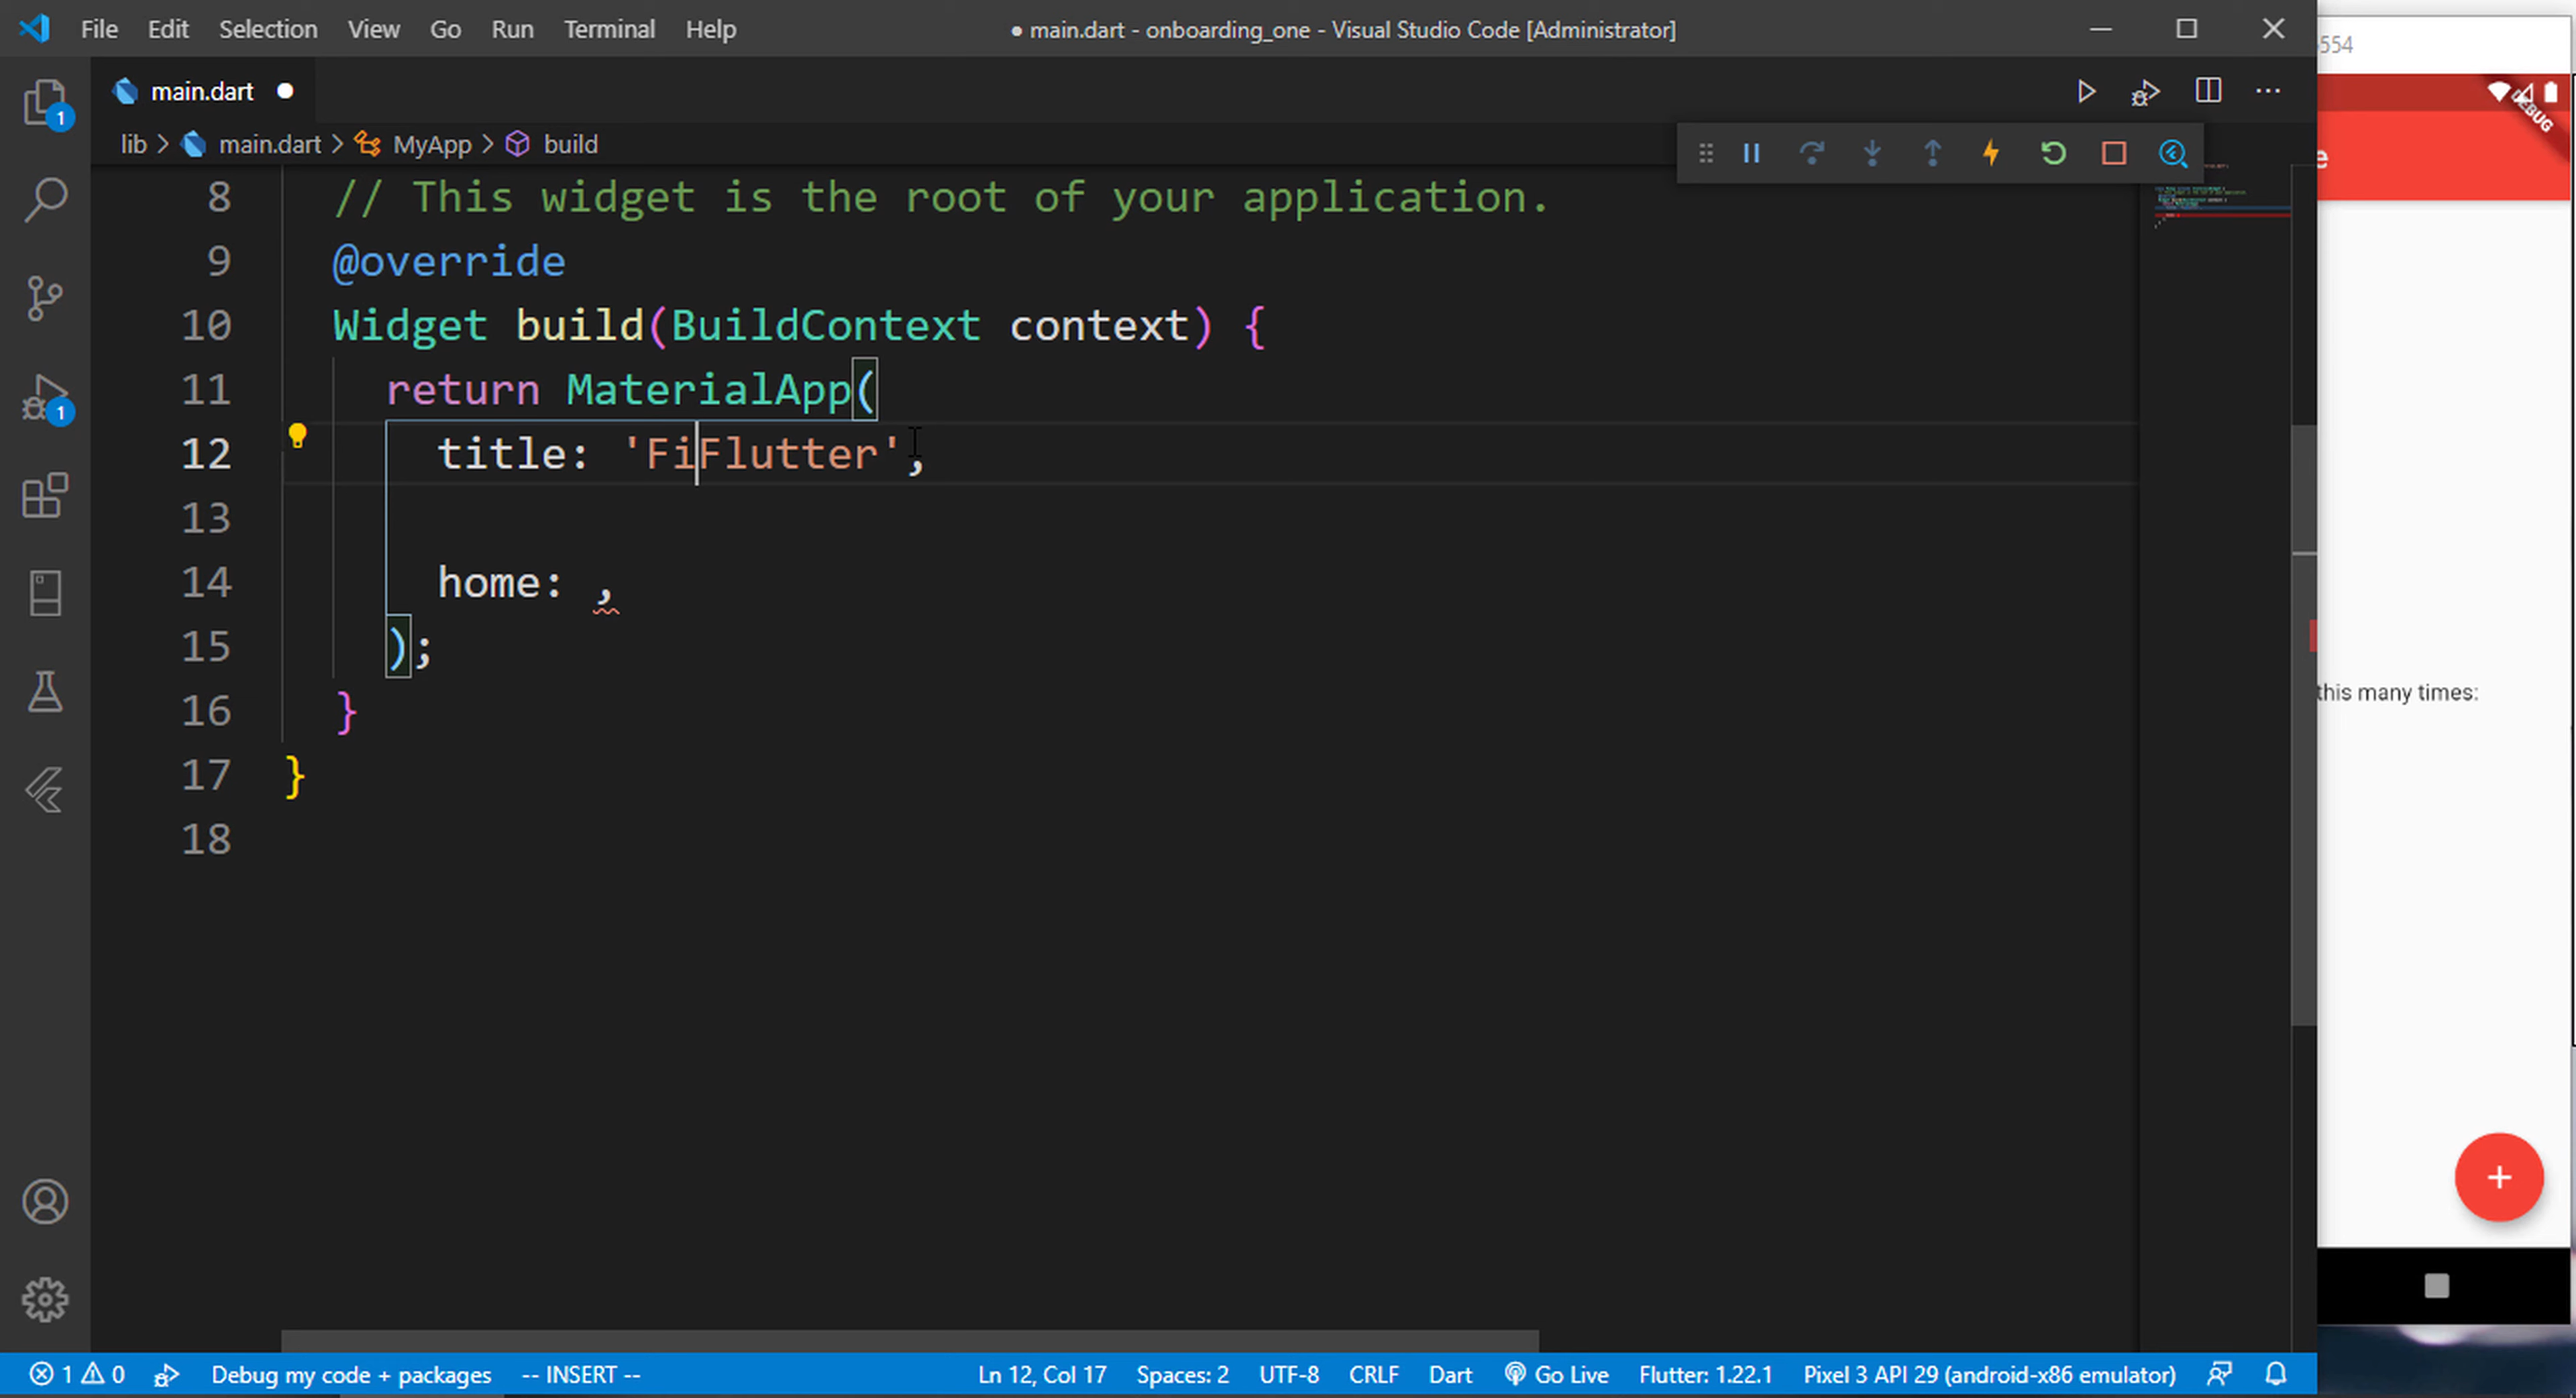 File Edit Selection View Go Run Terminal Help
● main.dart - onboarding_one - Visual Studio Code [Administrator]
554
main.dart
lib > main.dart > MyApp > build
DEBUG
e
1
1
8 // This widget is the root of your application.
9 @override
10 Widget build(BuildContext context) {
11 return MaterialApp(
12 title: 'FiFlutter',
13
14 home: ,
15 );
16 }
17 }
18
this many times:
+
1 0 Debug my code + packages -- INSERT -- Ln 12, Col 17 Spaces: 2 UTF-8 CRLF Dart Go Live Flutter: 1.22.1 Pixel 3 API 29 (android-x86 emulator)